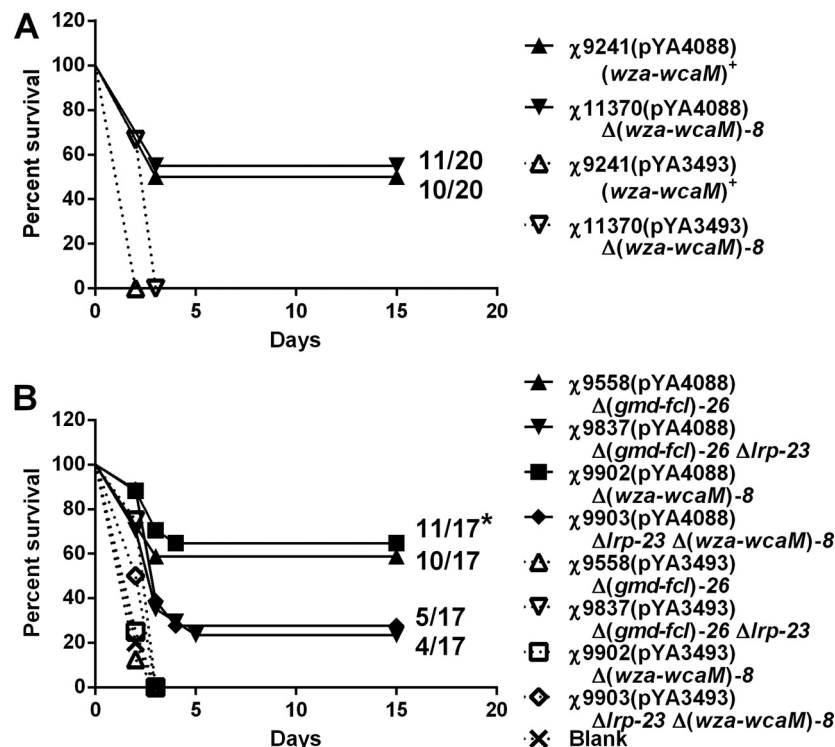 A
120
100
80
60
40
20
0
Percent survival
0 5 10 15 20
Days
11/20
10/20
χ9241(pYA4088)
(wza-wcaM)+
χ11370(pYA4088)
Δ(wza-wcaM)-8
χ9241(pYA3493)
(wza-wcaM)+
χ11370(pYA3493)
Δ(wza-wcaM)-8
B
120
100
80
60
40
20
0
Percent survival
0 5 10 15 20
Days
11/17*
10/17
5/17
4/17
χ9558(pYA4088)
Δ(gmd-fcl)-26
χ9837(pYA4088)
Δ(gmd-fcl)-26 Δlrp-23
χ9902(pYA4088)
Δ(wza-wcaM)-8
χ9903(pYA4088)
Δlrp-23 Δ(wza-wcaM)-8
χ9558(pYA3493)
Δ(gmd-fcl)-26
χ9837(pYA3493)
Δ(gmd-fcl)-26 Δlrp-23
χ9902(pYA3493)
Δ(wza-wcaM)-8
χ9903(pYA3493)
Δlrp-23 Δ(wza-wcaM)-8
Blank